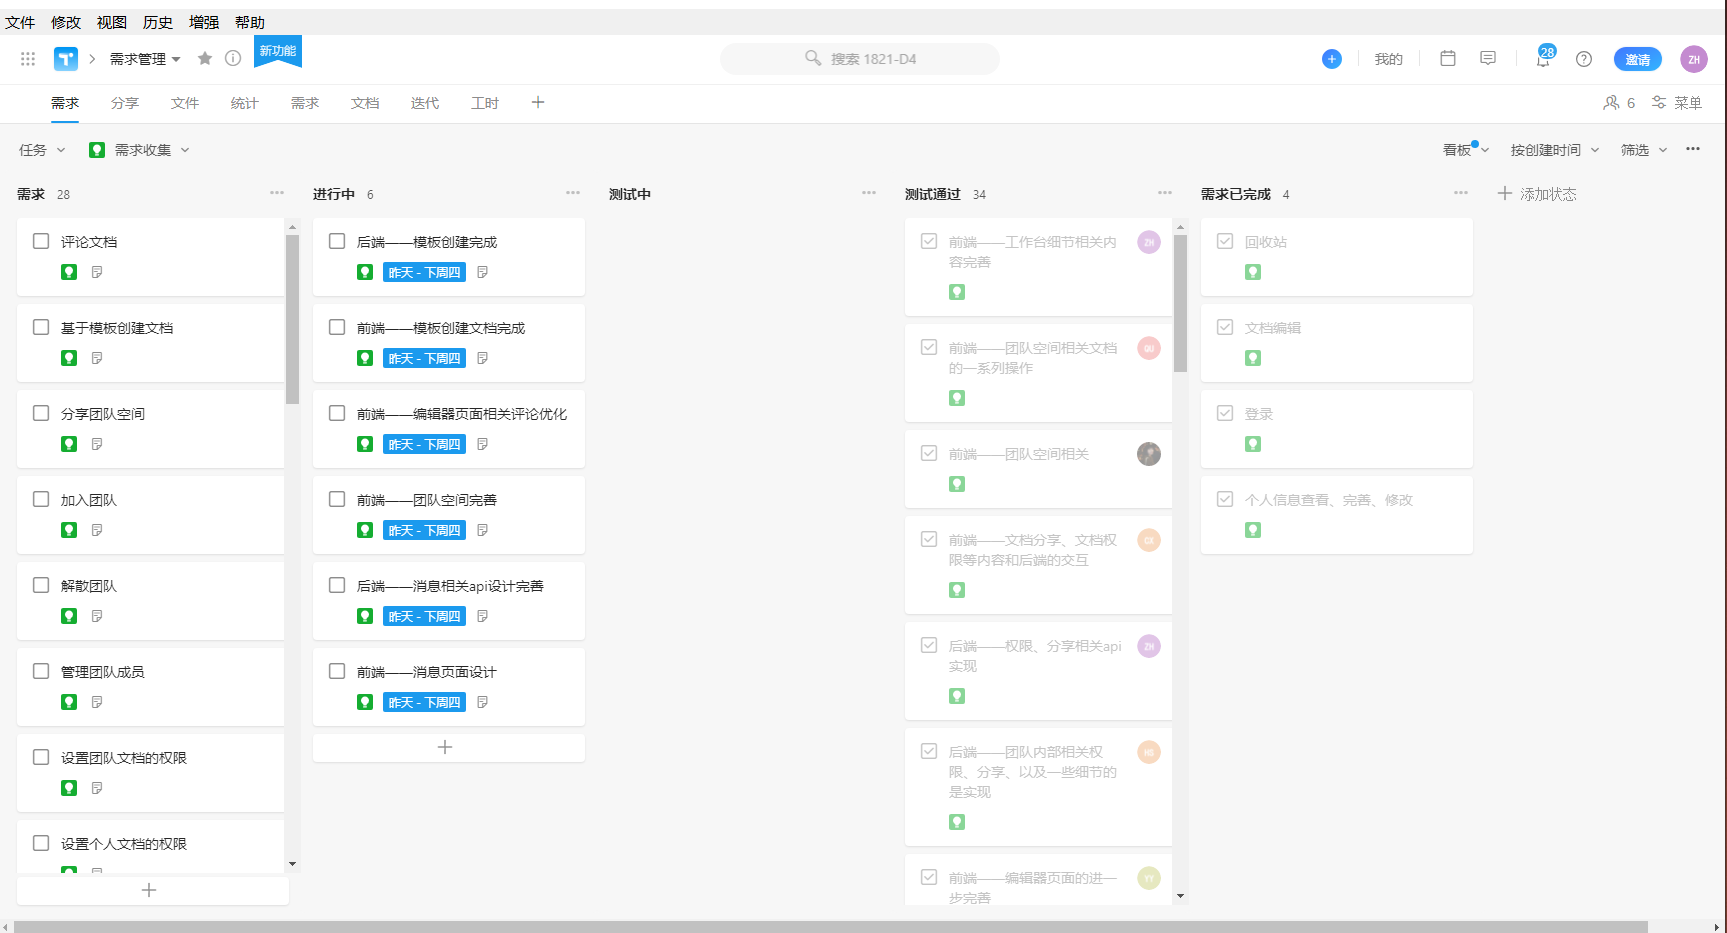 文件 修改 视图 历史 增强 帮助
需求管理
新功能
搜索 1821-D4
我的
28
邀请
ZH
需求 分享 文件 统计 需求 文档 迭代 工时
6 菜单
任务 需求收集
看板 按创建时间 筛选
需求 28
评论文档
基于模板创建文档
分享团队空间
加入团队
解散团队
管理团队成员
设置团队文档的权限
设置个人文档的权限
进行中 6
后端——模板创建完成
昨天 - 下周四
前端——模板创建文档完成
昨天 - 下周四
前端——编辑器页面相关评论优化
昨天 - 下周四
前端——团队空间完善
昨天 - 下周四
后端——消息相关api设计完善
昨天 - 下周四
前端——消息页面设计
昨天 - 下周四
测试中
测试通过 34
前端——工作台细节相关内
容完善
ZH
前端——团队空间相关文档
的一系列操作
QU
前端——团队空间相关
前端——文档分享、文档权
限等内容和后端的交互
CX
后端——权限、分享相关api
实现
ZH
后端——团队内部相关权
限、分享、以及一些细节的
是实现
前端——编辑器页面的进一
步完善
YY
需求已完成 4
回收站
文档编辑
登录
个人信息查看、完善、修改
添加状态